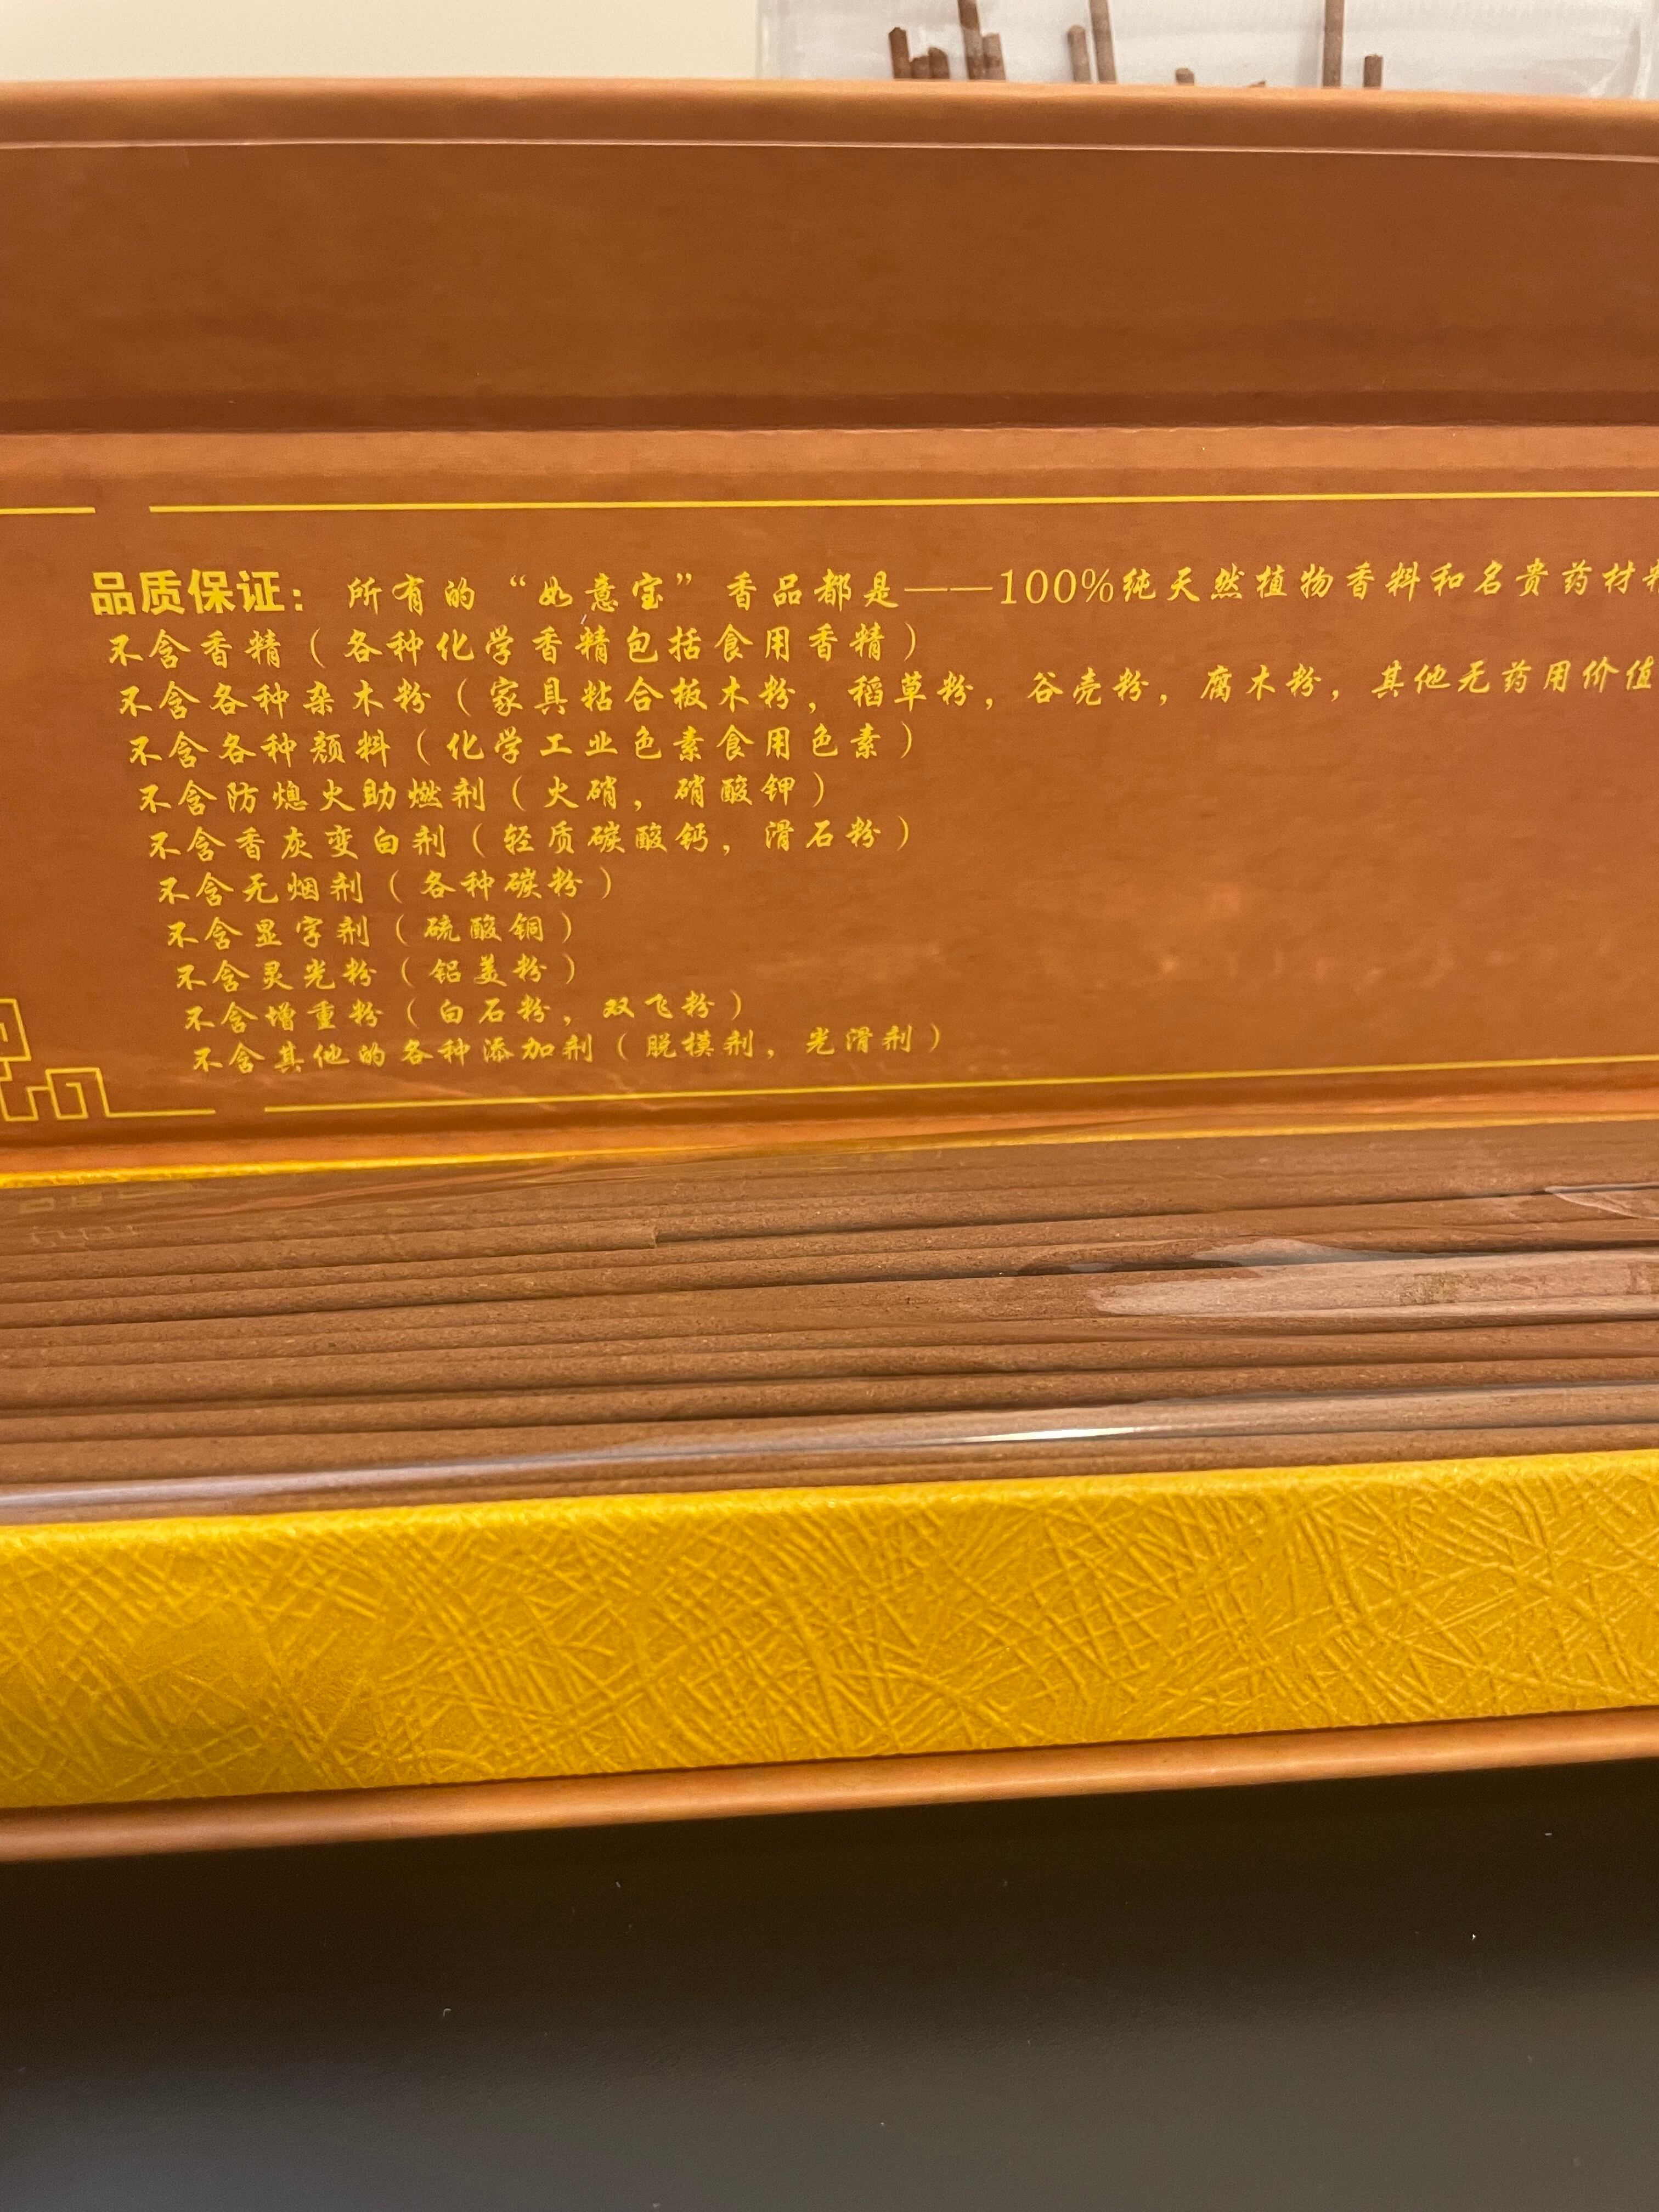 品质保证：所有的“如意宝”香品都是——100%纯天然植物香料和名贵药材
不含香精（各种化学香精包括食用香精）
不含各种杂木粉（家具粘合板木粉，稻草粉，谷壳粉，腐木粉，其他无药用价值
不含各种颜料（化学工业色素食用色素）
不含防熄火助燃剂（火硝，硝酸钾）
不含香灰变白剂（轻质碳酸钙，滑石粉）
不含无烟剂（各种碳粉）
不含显字剂（硫酸铜）
不含灵光粉（铝美粉）
不含增重粉（白石粉，双飞粉）
不含其他的各种添加剂（脱模剂，光滑剂）